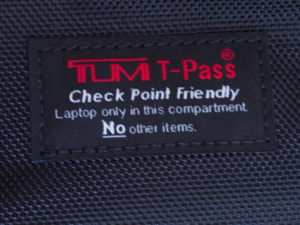 TUMI T-Pass®
Check Point Friendly
Laptop only in this compartment.
No other items.